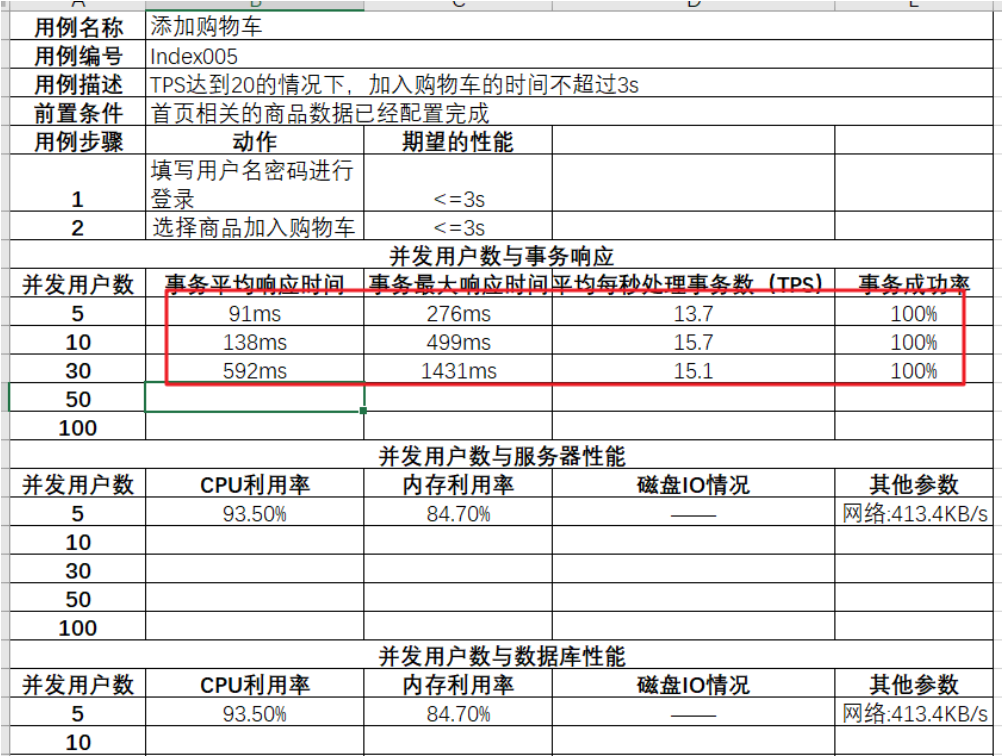 用例名称 添加购物车
用例编号 Index005
用例描述 TPS达到20的情况下，加入购物车的时间不超过3s
前置条件 首页相关的商品数据已经配置完成
用例步骤 动作 期望的性能
填写用户名密码进行
1 登录 <=3s
2 选择商品加入购物车 <=3s
并发用户数与事务响应
并发用户数 事务平均响应时间 事务最大响应时间 平均每秒处理事务数（TPS） 事务成功率
5 91ms 276ms 13.7 100%
10 138ms 499ms 15.7 100%
30 592ms 1431ms 15.1 100%
50
100
并发用户数与服务器性能
并发用户数 CPU利用率 内存利用率 磁盘IO情况 其他参数
5 93.50% 84.70% —— 网络:413.4KB/s
10
30
50
100
并发用户数与数据库性能
并发用户数 CPU利用率 内存利用率 磁盘IO情况 其他参数
5 93.50% 84.70% —— 网络:413.4KB/s
10